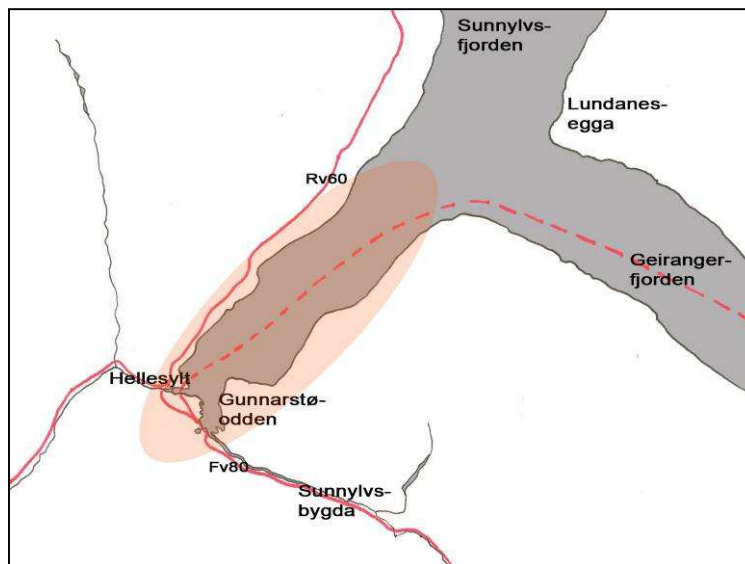 Sunnylvs-
fjorden
Lundanes-
egga
Rv60
Geiranger-
fjorden
Hellesylt
Gunnarstø-
odden
Fv80
Sunnylvs-
bygda